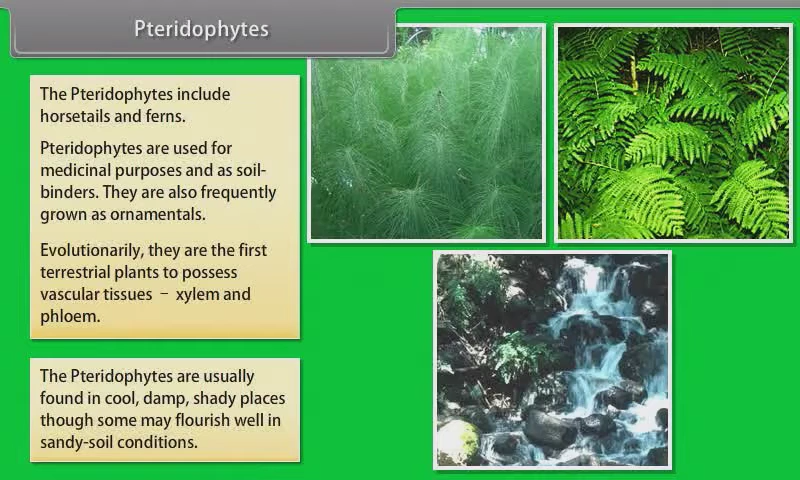 Pteridophytes
The Pteridophytes include
horsetails and ferns.
Pteridophytes are used for
medicinal purposes and as soil-
binders. They are also frequently
grown as ornamentals.
Evolutionarily, they are the first
terrestrial plants to possess
vascular tissues – xylem and
phloem.
The Pteridophytes are usually
found in cool, damp, shady places
though some may flourish well in
sandy-soil conditions.